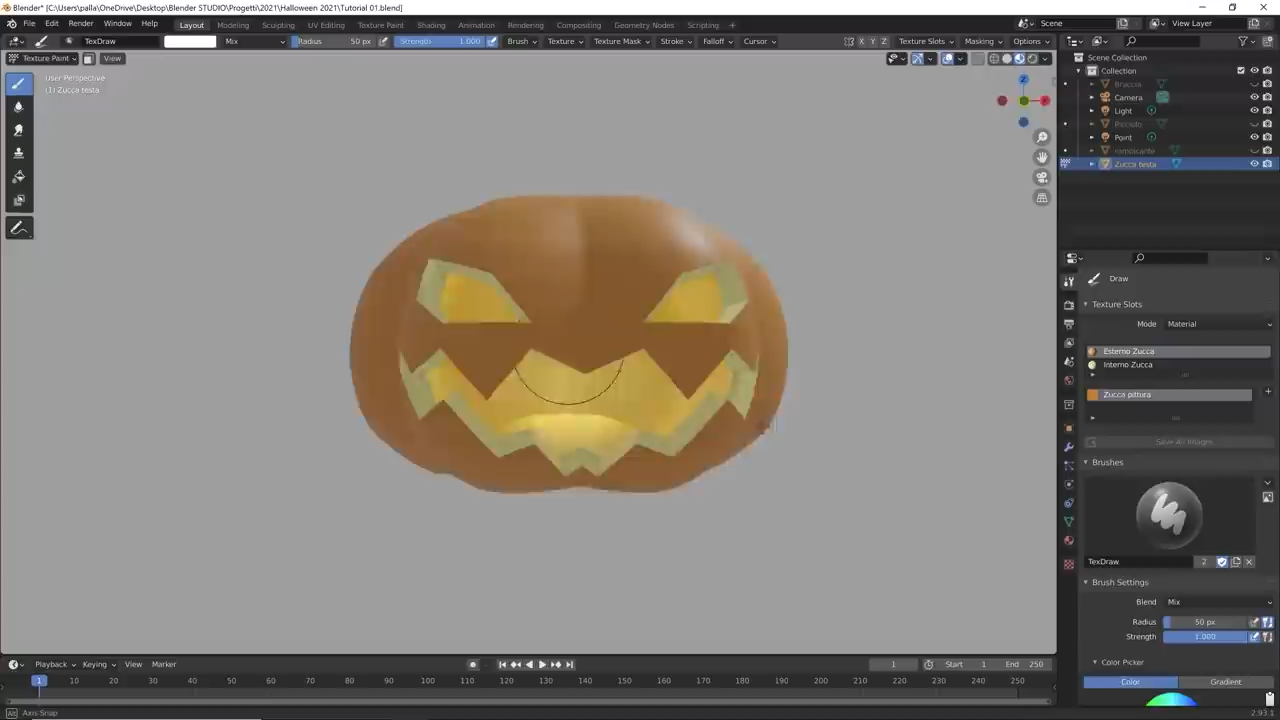 Blender* [C:\Users\palla\OneDrive\Desktop\Blender STUDIO\Progetti\2021\Halloween 2021\Tutorial 01.blend]
File Edit Render Window Help Layout Modeling Sculpting UV Editing Texture Paint Shading Animation Rendering Compositing Geometry Nodes Scripting Scene View Layer
TexDraw Mix Radius 50 px Strength 1.000 Brush Texture Texture Mask Stroke Falloff Cursor X Y Z Texture Slots Masking Options
Texture Paint View
User Perspective
(1) Zucca testa
Z
Scene Collection
Collection
Braccia
Camera
Light
Picciolo
Point
rampicante
Zucca testa
Draw
Texture Slots
Mode Material
Esterno Zucca
Interno Zucca
Zucca pittura
Save All Images
Brushes
TexDraw 2
Brush Settings
Blend Mix
Radius 50 px
Strength 1.000
Color Picker
Color Gradient
Playback Keying View Marker 1 Start 1 End 250
1 10 20 30 40 50 60 70 80 90 100 110 120 130 140 150 160 170 180 190 200 210 220 230 240 250
Axis Snap 2.93.1